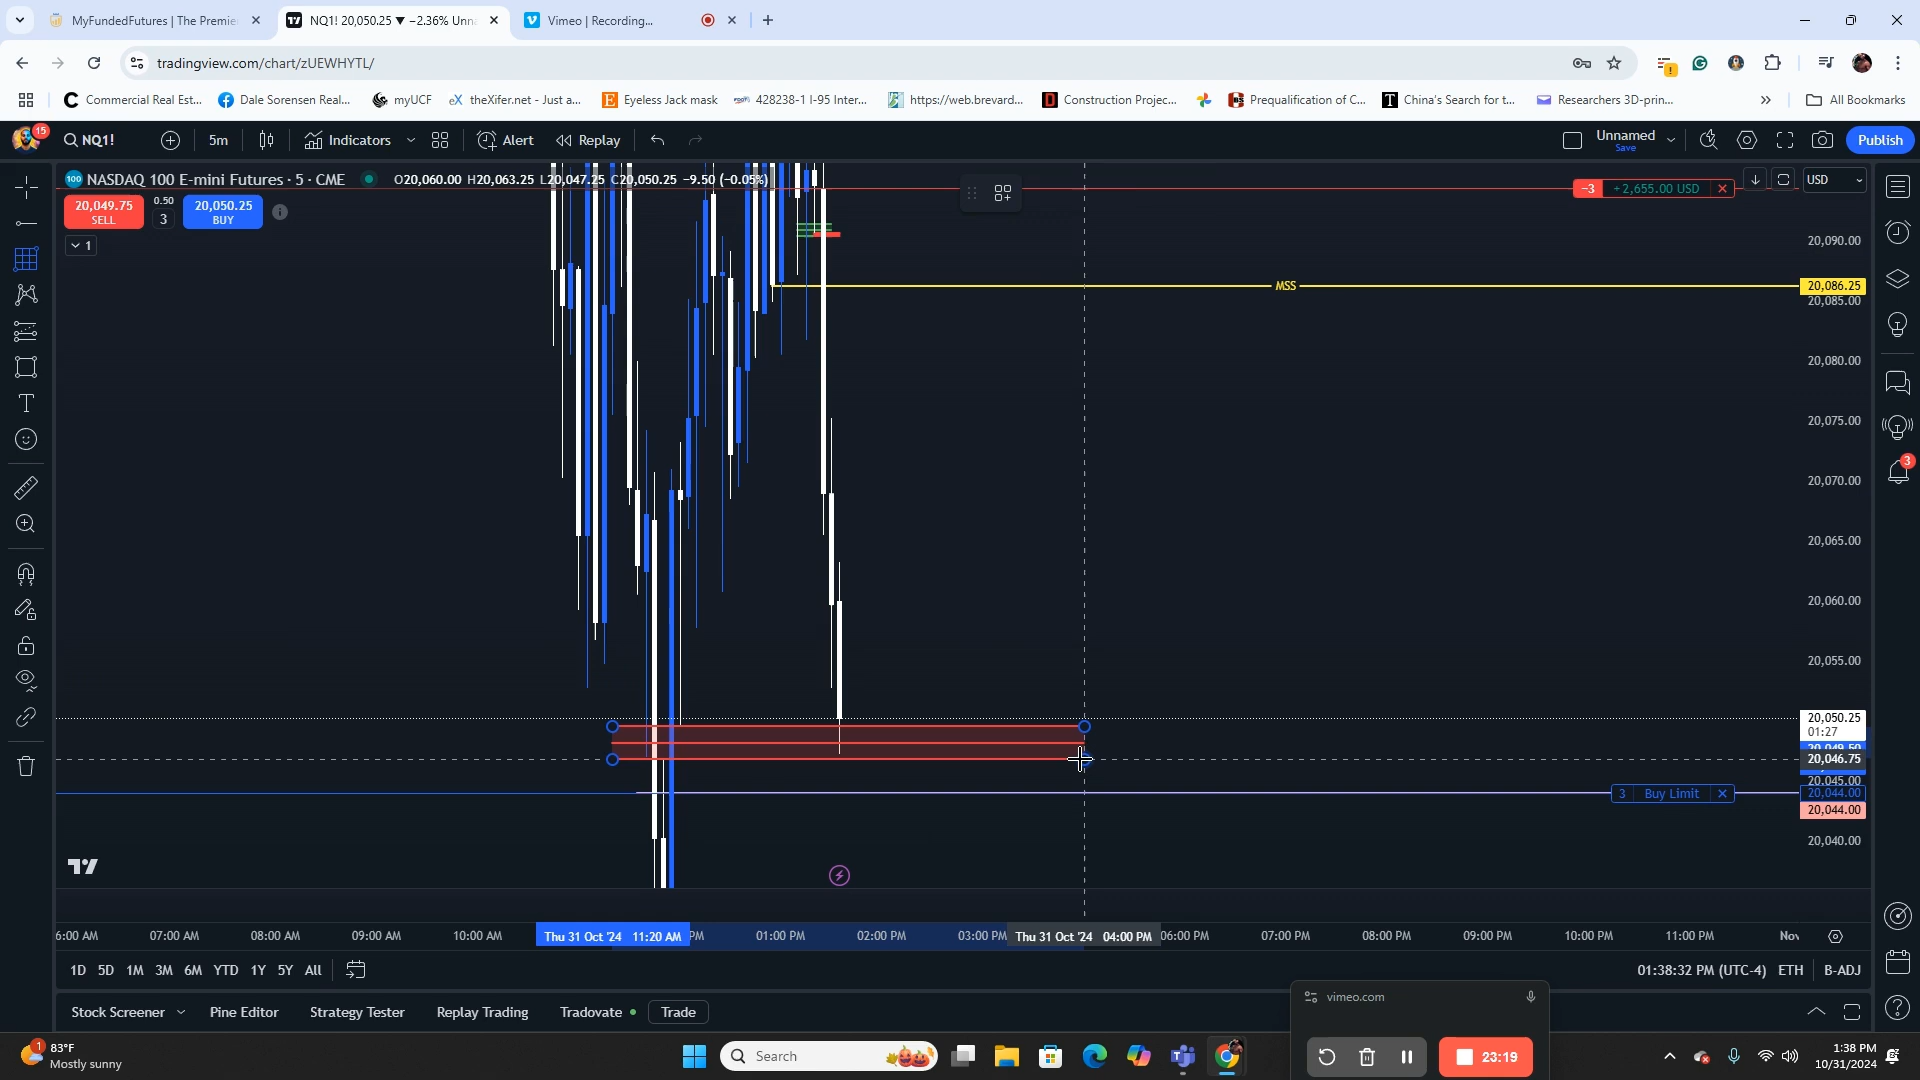 MyFundedFutures | The Premie
NQ1! 20,050.25 ▼ −2.36% Unna
Vimeo | Recording...
tradingview.com/chart/zUEWHYTL/
Commercial Real Est...
Dale Sorensen Real...
myUCF
eX theXifer.net - Just a...
Eyeless Jack mask
428238-1 I-95 Inter...
https://web.brevard...
Construction Projec...
Prequalification of C...
China's Search for t...
Researchers 3D-prin...
All Bookmarks
15
NQ1!
5m
Indicators
Alert
Replay
Unnamed
Save
Publish
NASDAQ 100 E-mini Futures · 5 · CME
O20,060.00 H20,063.25 L20,047.25 C20,050.25 −9.50 (−0.05%)
−3 +2,655.00 USD
USD
20,049.75
SELL
0.50
3
20,050.25
BUY
1
20,090.00
MSS
20,086.25
20,085.00
20,080.00
20,075.00
20,070.00
20,065.00
20,060.00
20,055.00
20,050.25
01:27
20,049.50
20,046.75
20,045.00
3 Buy Limit
20,044.00
20,044.00
20,040.00
3
6:00 AM
07:00 AM
08:00 AM
09:00 AM
10:00 AM
Thu 31 Oct '24 11:20 AM
PM
01:00 PM
02:00 PM
03:00 PM
Thu 31 Oct '24 04:00 PM
06:00 PM
07:00 PM
08:00 PM
09:00 PM
10:00 PM
11:00 PM
Nov
1D 5D 1M 3M 6M YTD 1Y 5Y All
01:38:32 PM (UTC-4) ETH B-ADJ
Stock Screener
Pine Editor
Strategy Tester
Replay Trading
Tradovate
Trade
vimeo.com
23:19
1
83°F
Mostly sunny
Search
1:38 PM
10/31/2024